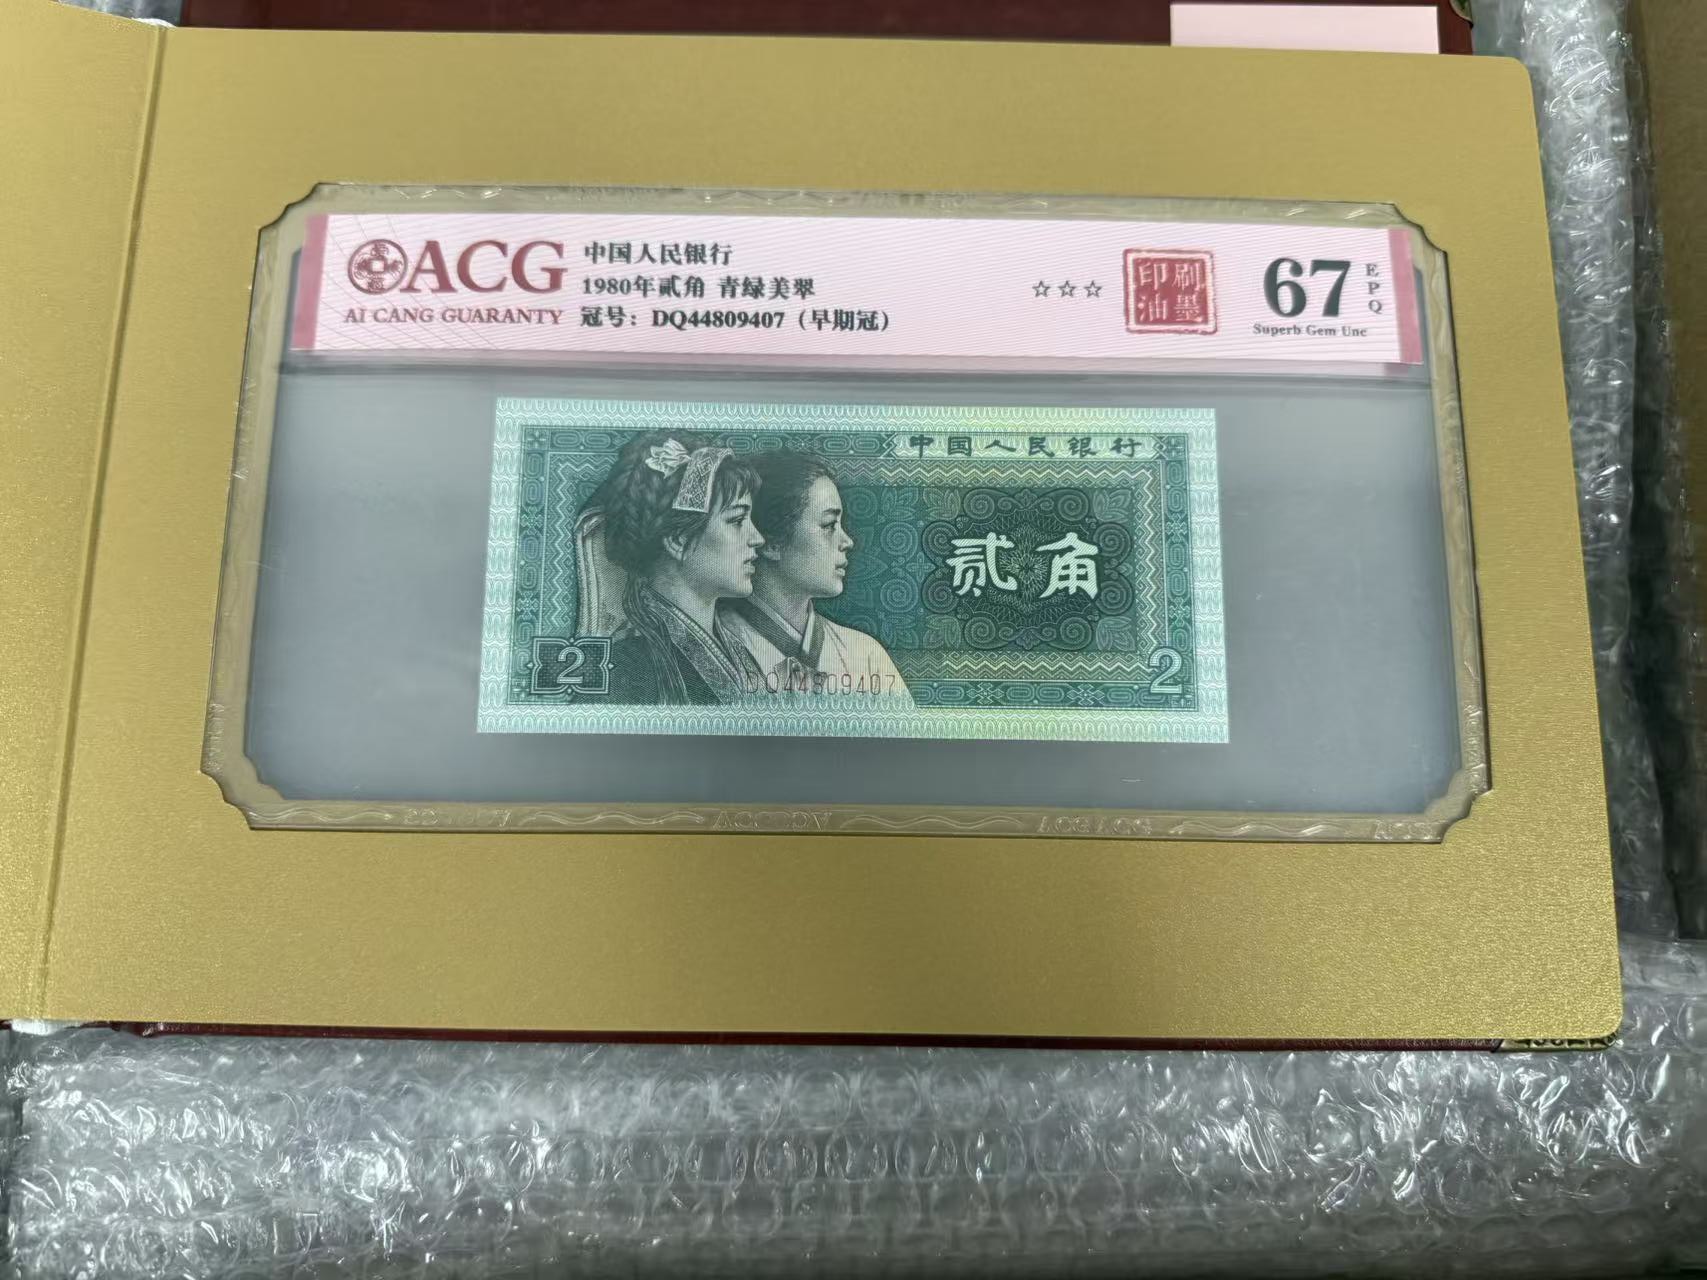 ACG
AI CANG GUARANTY
中国人民银行
1980年贰角 青绿美翠
冠号：DQ44809407（早期冠）
☆☆☆
印刷
油墨
67
EPQ
Superb Gem Unc
中国人民银行
贰角
2
2
DQ44809407